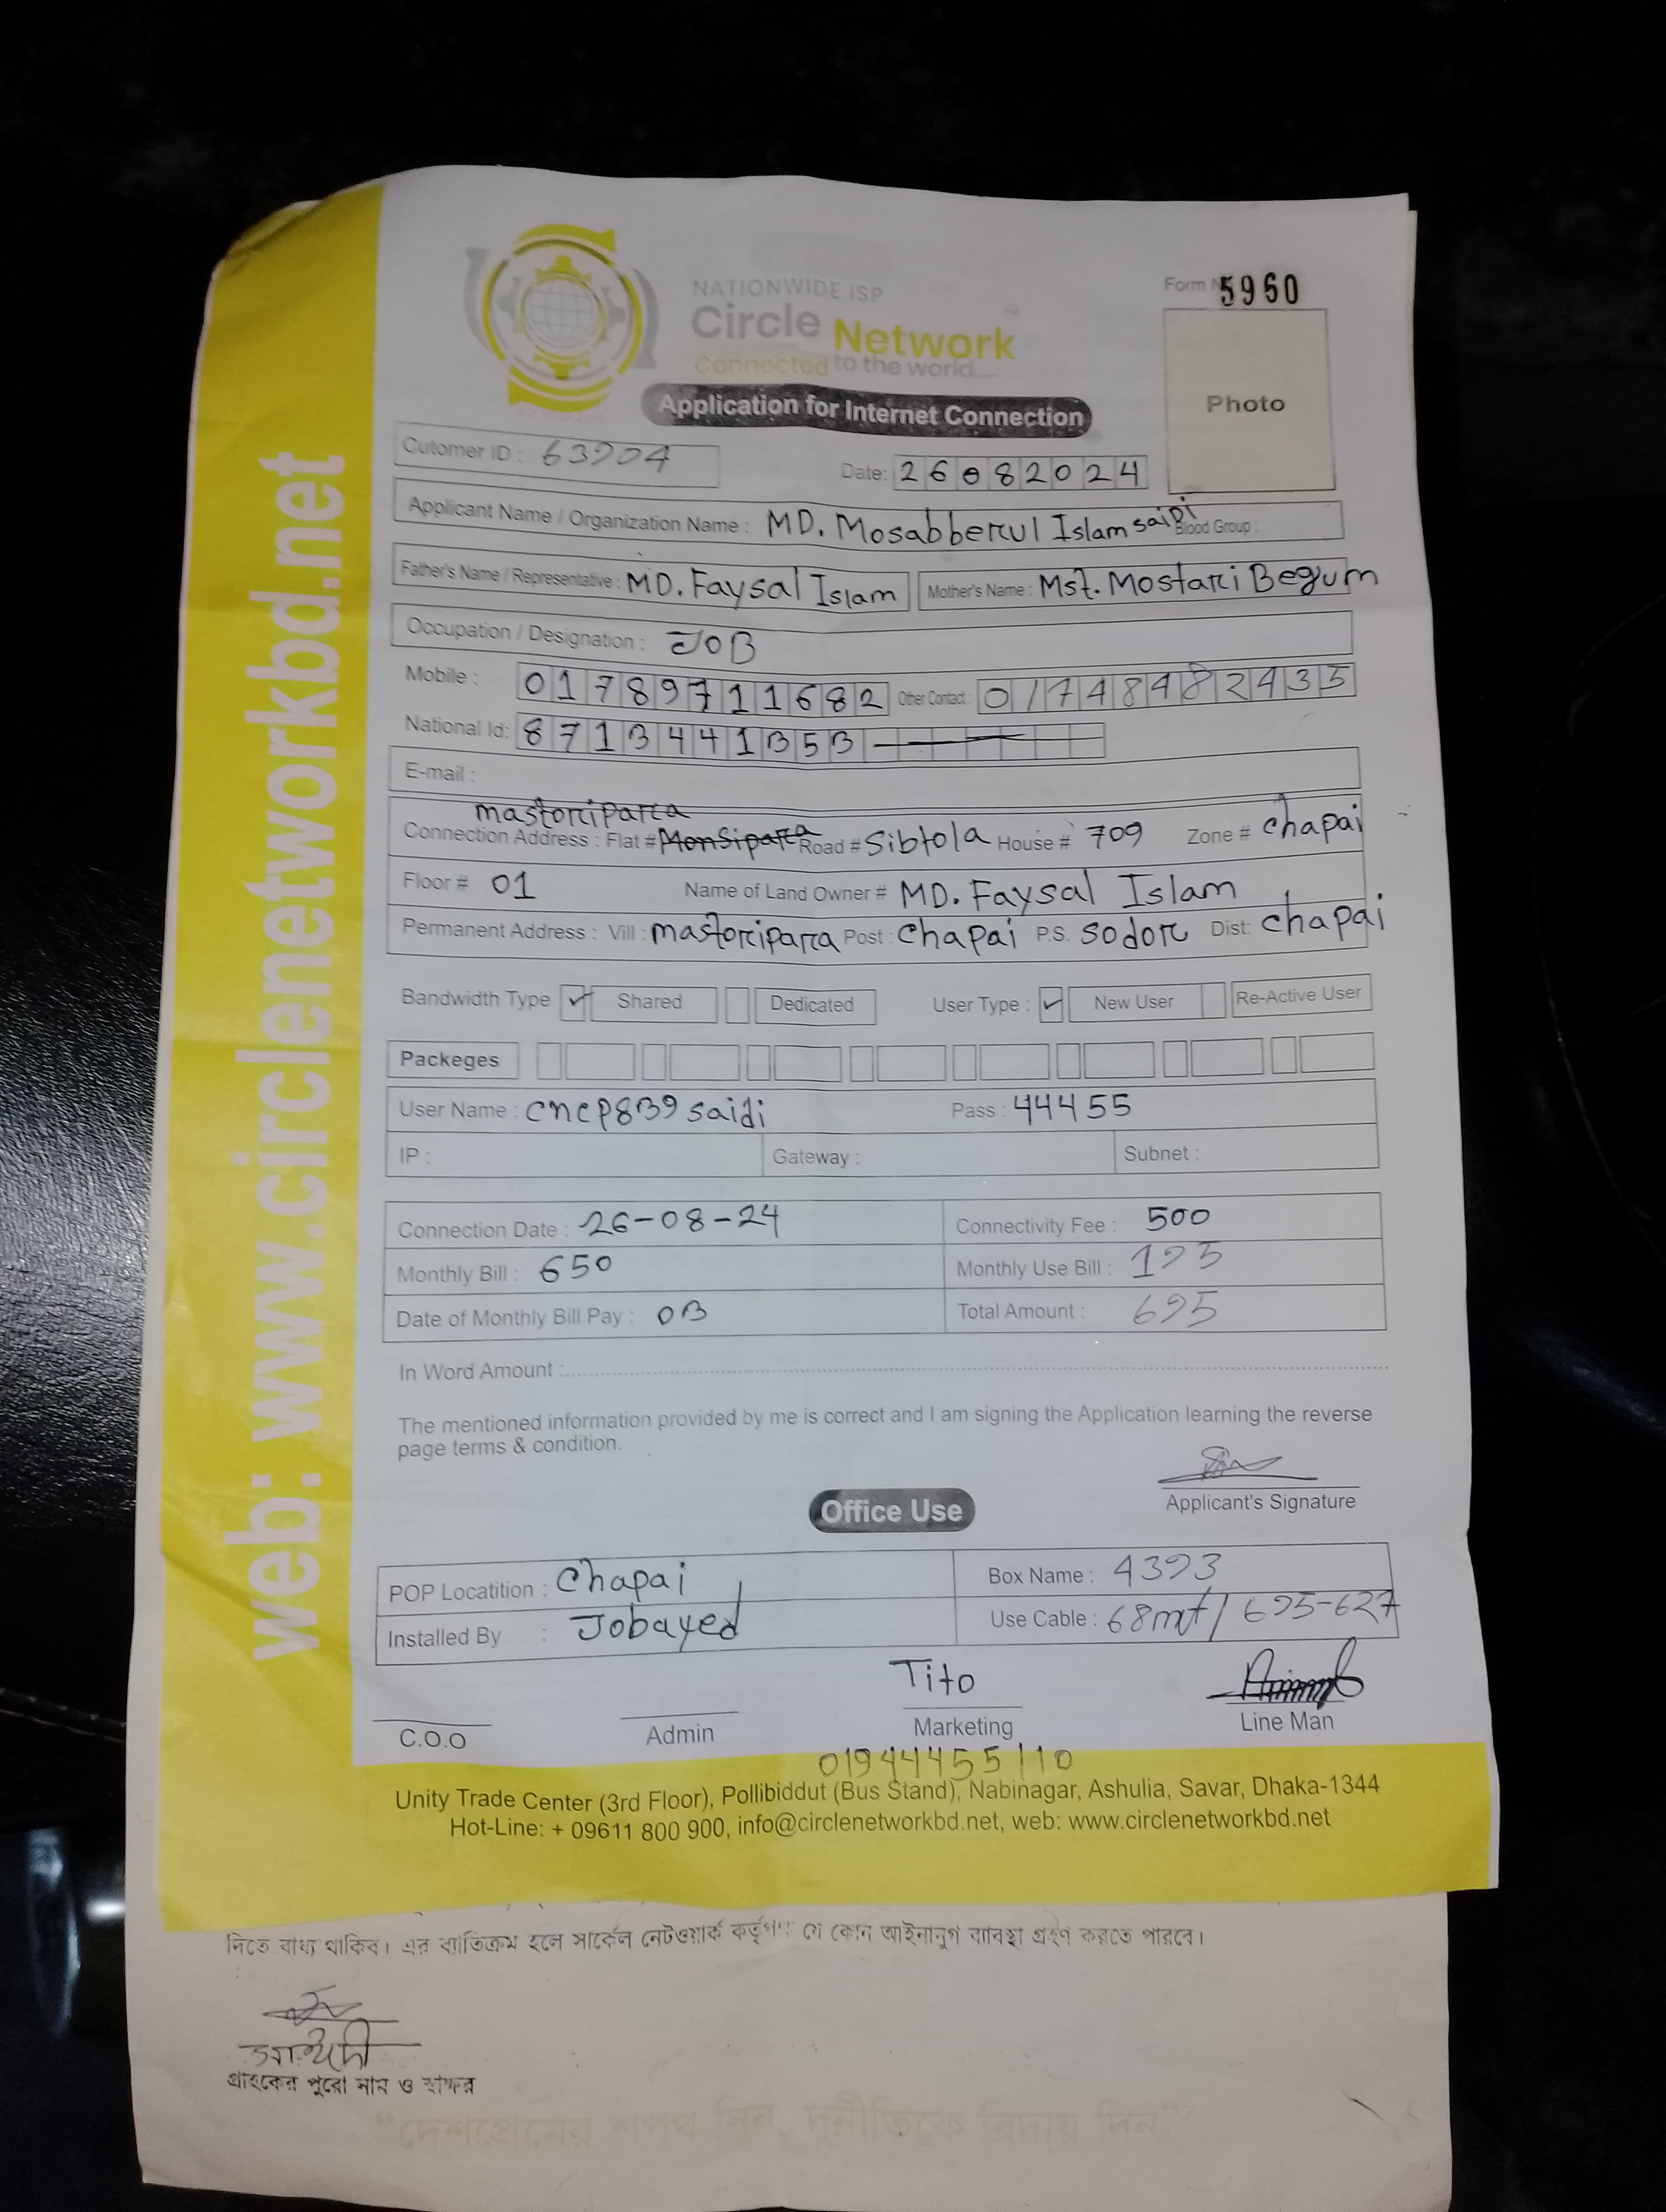 web: www.circlenetworkbd.net
NATIONWIDE ISP
Circle Network
Connected to the world
Form 5960
Photo
Application for Internet Connection
Cutomer ID : 63904
Date: 26082024
Applicant Name / Organization Name : MD. Mosabberul Islam saidi Blood Group :
Father's Name / Representative : MD. Faysal Islam Mother's Name : Mst. Mostari Begum
Occupation / Designation : JOB
Mobile : 01789711682 Other Contact : 01748482435
National Id: 8713441353
E-mail :
mastorripara
Connection Address : Flat # Monsipara Road # Sibtola House # 709 Zone # chapai
Floor # 01 Name of Land Owner # MD. Faysal Islam
Permanent Address : Vill : mastorripara Post : chapai P.S. sodor Dist: chapai
Bandwidth Type Shared Dedicated User Type : New User Re-Active User
Packeges
User Name : cncp839saidi Pass : 44455
IP : Gateway : Subnet :
Connection Date : 26-08-24 Connectivity Fee : 500
Monthly Bill : 650 Monthly Use Bill : 195
Date of Monthly Bill Pay : 03 Total Amount : 695
In Word Amount :
The mentioned information provided by me is correct and I am signing the Application learning the reverse
page terms & condition.
Applicant's Signature
Office Use
POP Locatition : Chapai Box Name : 4393
Installed By : Jobayed Use Cable : 68mt / 695-627
Tito
C.O.O Admin Marketing Line Man
01944455110
Unity Trade Center (3rd Floor), Pollibiddut (Bus Stand), Nabinagar, Ashulia, Savar, Dhaka-1344
Hot-Line: + 09611 800 900, info@circlenetworkbd.net, web: www.circlenetworkbd.net
দিতে বাধ্য থাকিব। এর ব্যতিক্রম হলে সার্কেল নেটওয়ার্ক কর্তৃপক্ষ যে কোন আইনানুগ ব্যবস্থা গ্রহণ করতে পারবে।
সাঈদী
গ্রাহকের পুরো নাম ও স্বাক্ষর
"দেশপ্রেমের শপথ নিন, দুর্নীতিকে বিদায় দিন"